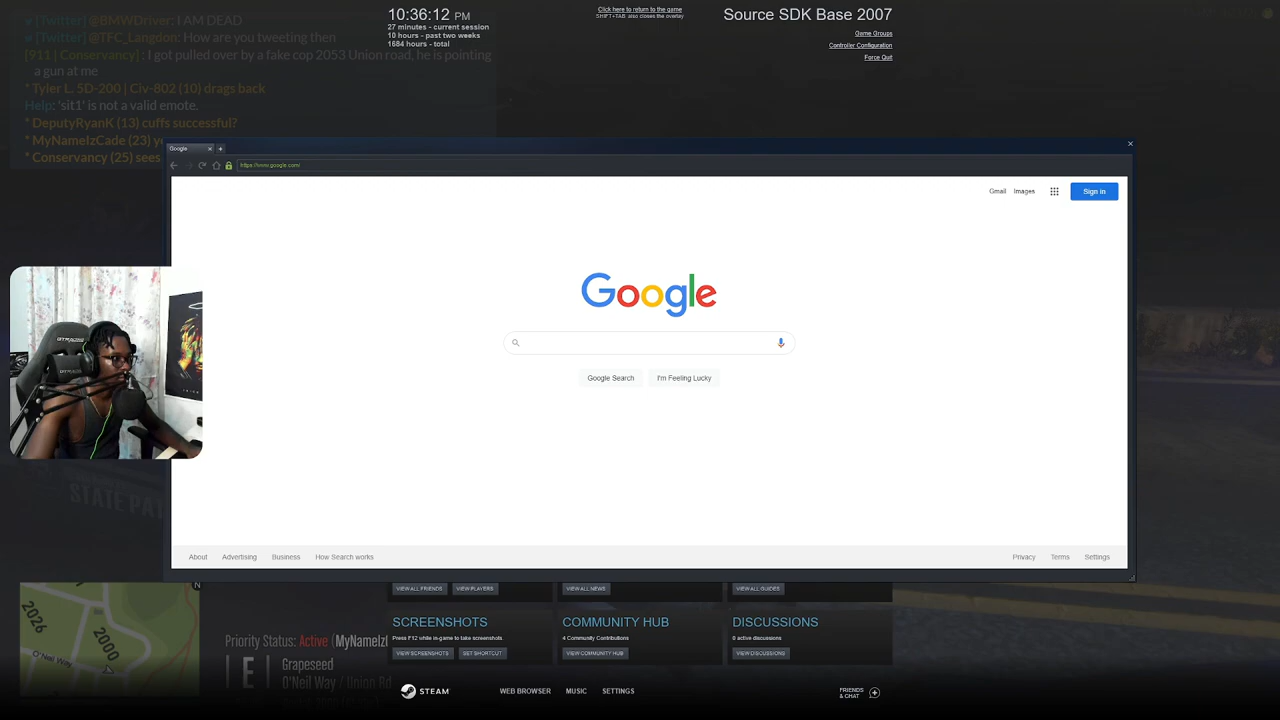 [Twitter] @BMWDriver: I AM DEAD
[Twitter] @TFC_Langdon: How are you tweeting then
[911 | Conservancy] : I got pulled over by a fake cop 2053 Union road, he is pointing
a gun at me
* Tyler L. 5D-200 | Civ-802 (10) drags back
Help: 'sit1' is not a valid emote.
* DeputyRyanK (13) cuffs successful?
* MyNameIzCade (23)
* Conservancy (25) sees
10:36:12 PM
27 minutes - current session
10 hours - past two weeks
1684 hours - total
Click here to return to the game
SHIFT+TAB also closes the overlay
Source SDK Base 2007
Game Groups
Controller Configuration
Force Quit
Google
https://www.google.com/
Gmail Images Sign in
Google
Google Search I'm Feeling Lucky
GTRACING
GTRACING
STATE
About Advertising Business How Search works Privacy Terms Settings
VIEW ALL FRIENDS VIEW PLAYERS VIEW ALL NEWS VIEW ALL GUIDES
SCREENSHOTS
Press F12 while in-game to take screenshots.
VIEW SCREENSHOTS SET SHORTCUT
COMMUNITY HUB
4 Community Contributions
VIEW COMMUNITY HUB
DISCUSSIONS
0 active discussions
VIEW DISCUSSIONS
N
2026
2000
O'Neil Way
Priority Status: Active (MyNameIzl
E
Grapeseed
O'Neil Way / Union Rd
STEAM WEB BROWSER MUSIC SETTINGS
FRIENDS
& CHAT